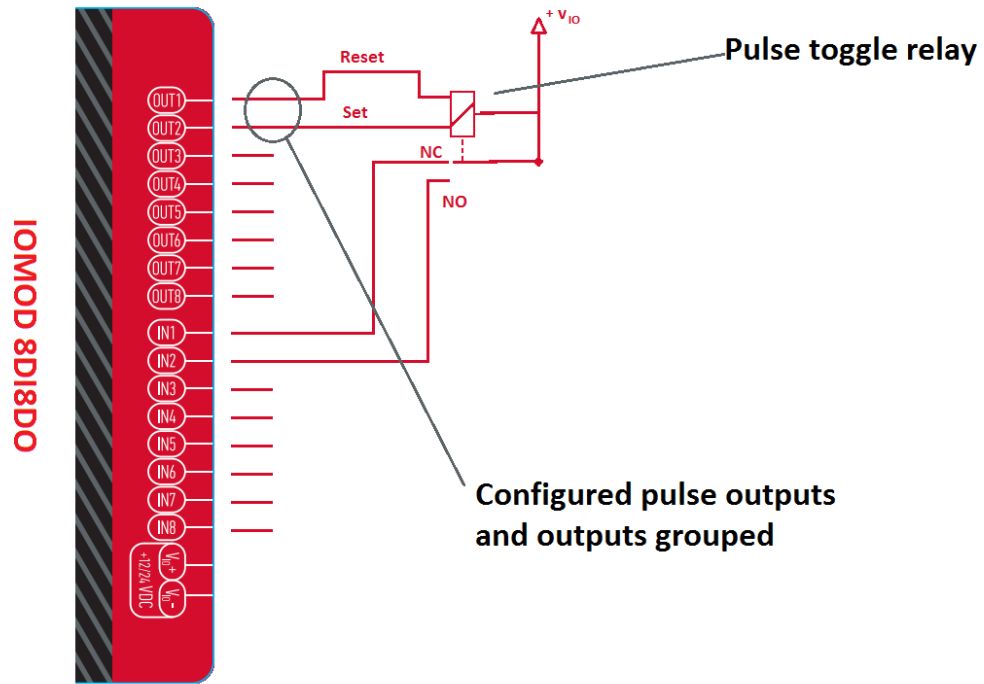 + VIO
Pulse toggle relay
Reset
Set
NC
NO
OUT1
OUT2
OUT3
OUT4
OUT5
OUT6
OUT7
OUT8
IN1
IN2
IN3
IN4
IN5
IN6
IN7
IN8
VIO +
VIO -
+12/24 VDC
IOMOD 8DI8DO
Configured pulse outputs
and outputs grouped